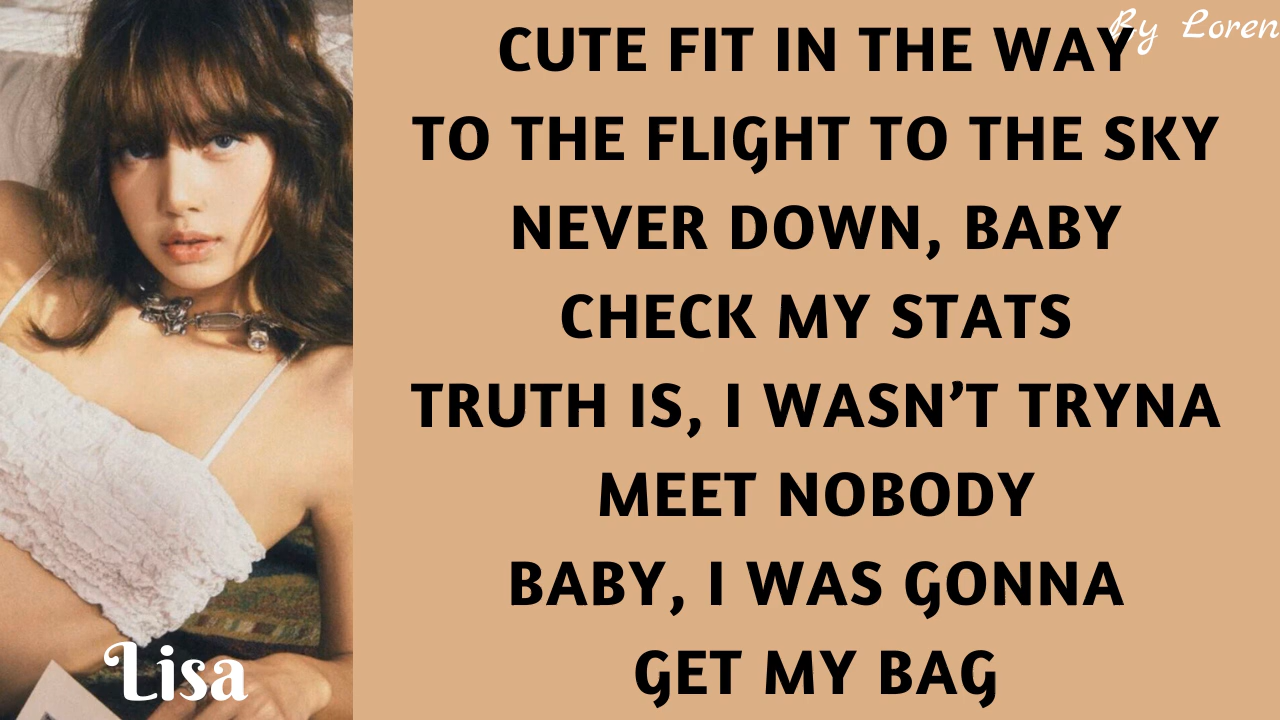 By Loren
CUTE FIT IN THE WAY
TO THE FLIGHT TO THE SKY
NEVER DOWN, BABY
CHECK MY STATS
TRUTH IS, I WASN’T TRYNA
MEET NOBODY
BABY, I WAS GONNA
GET MY BAG
Lisa